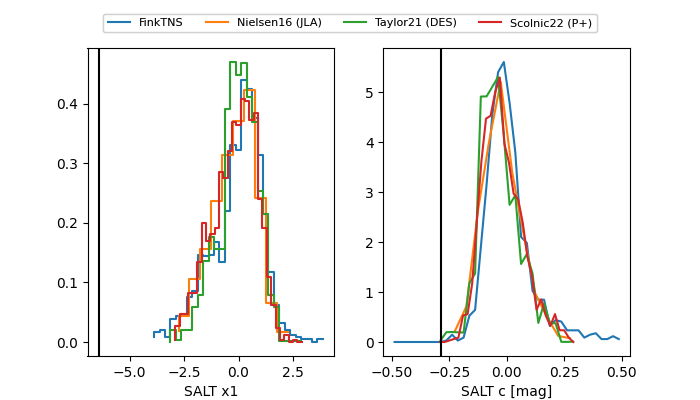 FinkTNS Nielsen16 (JLA) Taylor21 (DES) Scolnic22 (P+)
0.4
0.3
0.2
0.1
0.0
−5.0 −2.5 0.0 2.5
SALT x1
5
4
3
2
1
0
−0.50 −0.25 0.00 0.25 0.50
SALT c [mag]